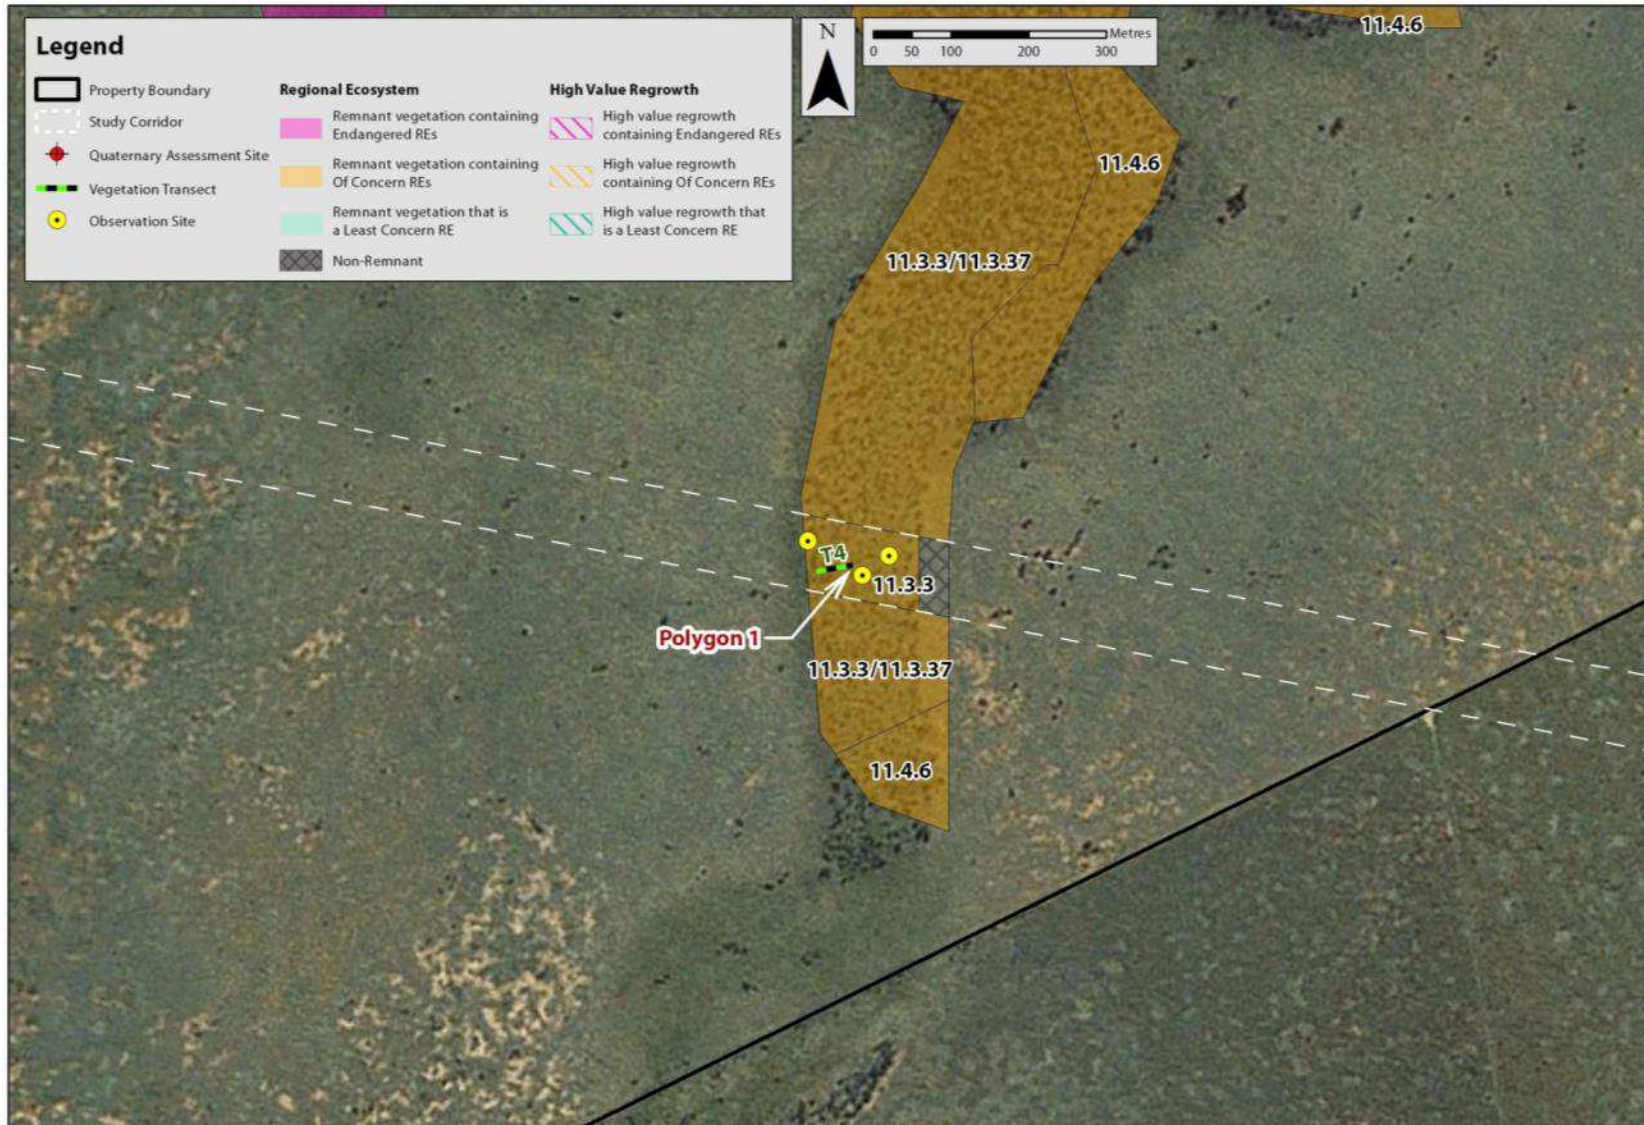 Legend
Property Boundary
Study Corridor
Quaternary Assessment Site
Vegetation Transect
Observation Site
Regional Ecosystem
Remnant vegetation containing
Endangered REs
Remnant vegetation containing
Of Concern REs
Remnant vegetation that is
a Least Concern RE
Non-Remnant
High Value Regrowth
High value regrowth
containing Endangered REs
High value regrowth
containing Of Concern REs
High value regrowth that
is a Least Concern RE
N
Metres
0 50 100 200 300
11.4.6
11.4.6
11.3.3/11.3.37
T4
11.3.3
Polygon 1
11.3.3/11.3.37
11.4.6